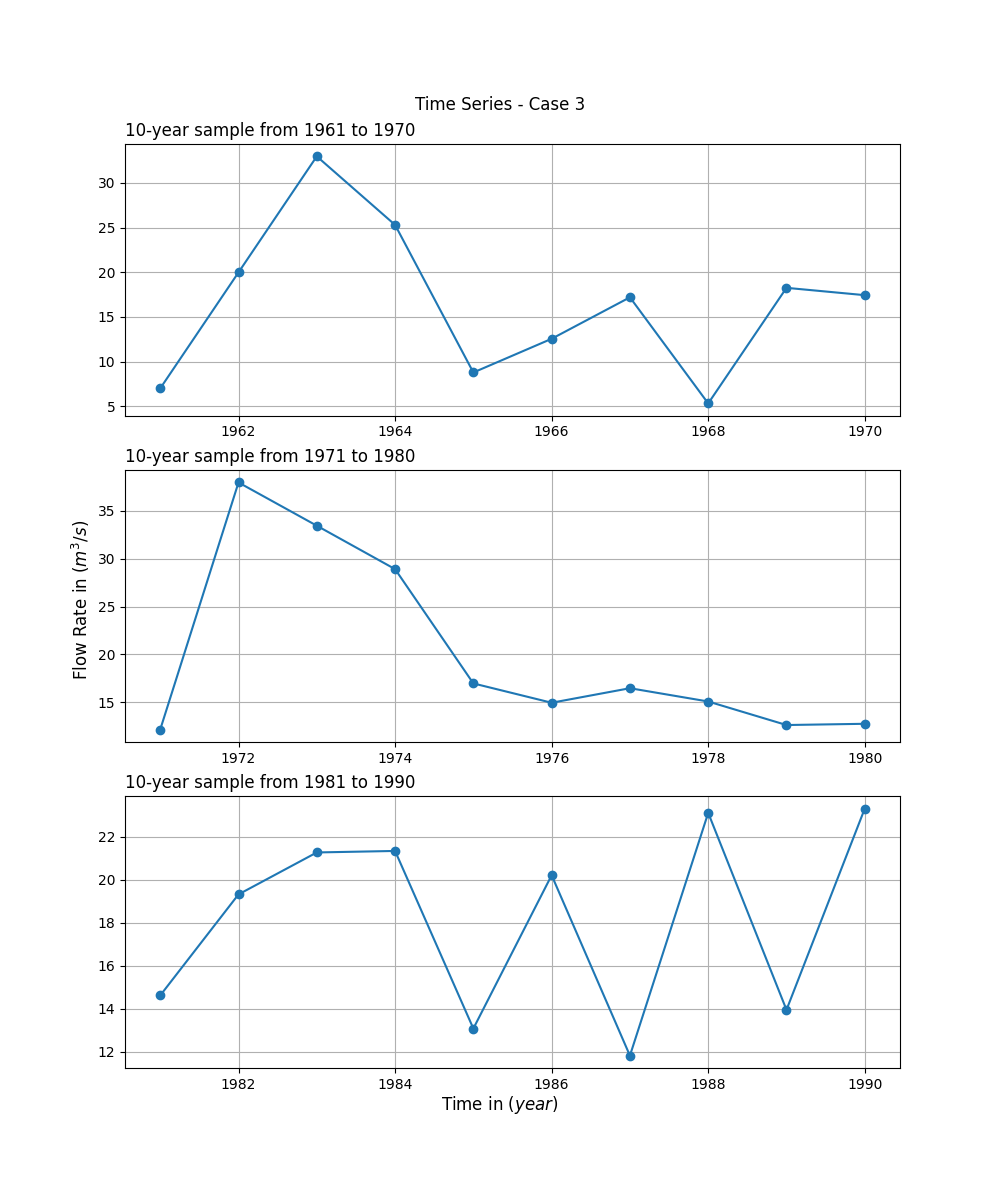 Time Series - Case 3
10-year sample from 1961 to 1970
30
25
20
15
10
5
1962 1964 1966 1968 1970
10-year sample from 1971 to 1980
Flow Rate in (m³/s)
35
30
25
20
15
1972 1974 1976 1978 1980
10-year sample from 1981 to 1990
22
20
18
16
14
12
1982 1984 1986 1988 1990
Time in (year)